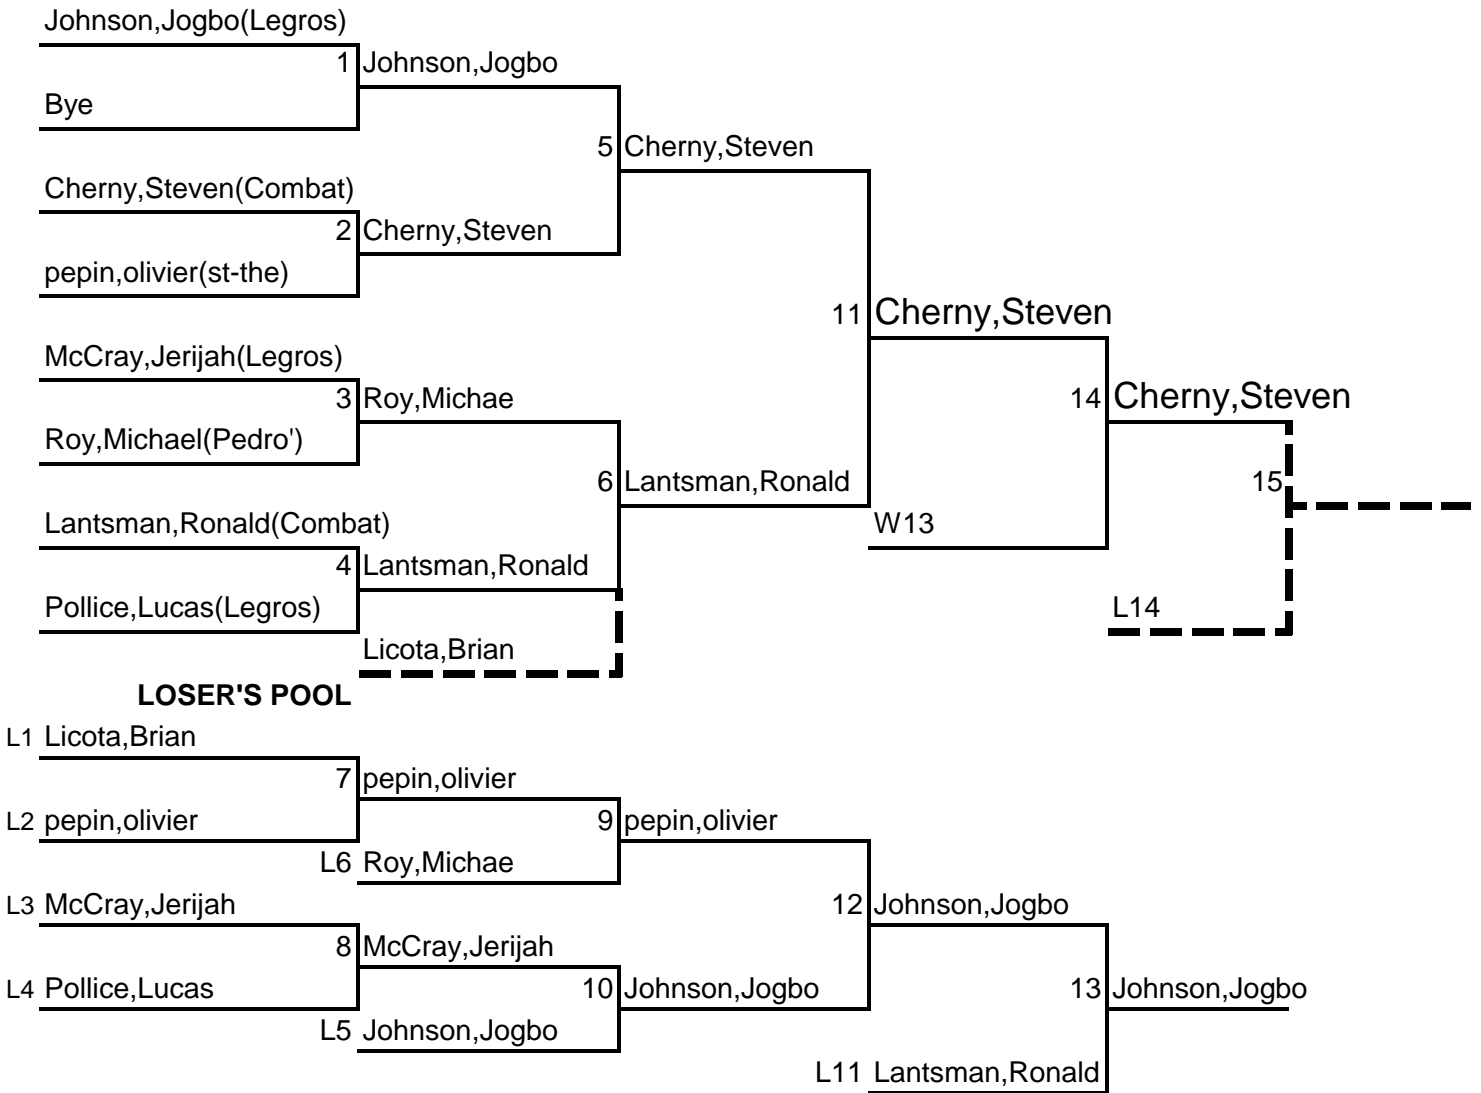 Johnson,Jogbo(Legros)
1 Johnson,Jogbo
Bye
5 Cherny,Steven
Cherny,Steven(Combat)
2 Cherny,Steven
pepin,olivier(st-the)
11 Cherny,Steven
McCray,Jerijah(Legros)
3 Roy,Michae
14 Cherny,Steven
Roy,Michael(Pedro')
6 Lantsman,Ronald
15
Lantsman,Ronald(Combat)
W13
4 Lantsman,Ronald
Pollice,Lucas(Legros)
L14
Licota,Brian
LOSER'S POOL
L1 Licota,Brian
7 pepin,olivier
L2 pepin,olivier
9 pepin,olivier
L6 Roy,Michae
L3 McCray,Jerijah
12 Johnson,Jogbo
8 McCray,Jerijah
L4 Pollice,Lucas
10 Johnson,Jogbo
13 Johnson,Jogbo
L5 Johnson,Jogbo
L11 Lantsman,Ronald